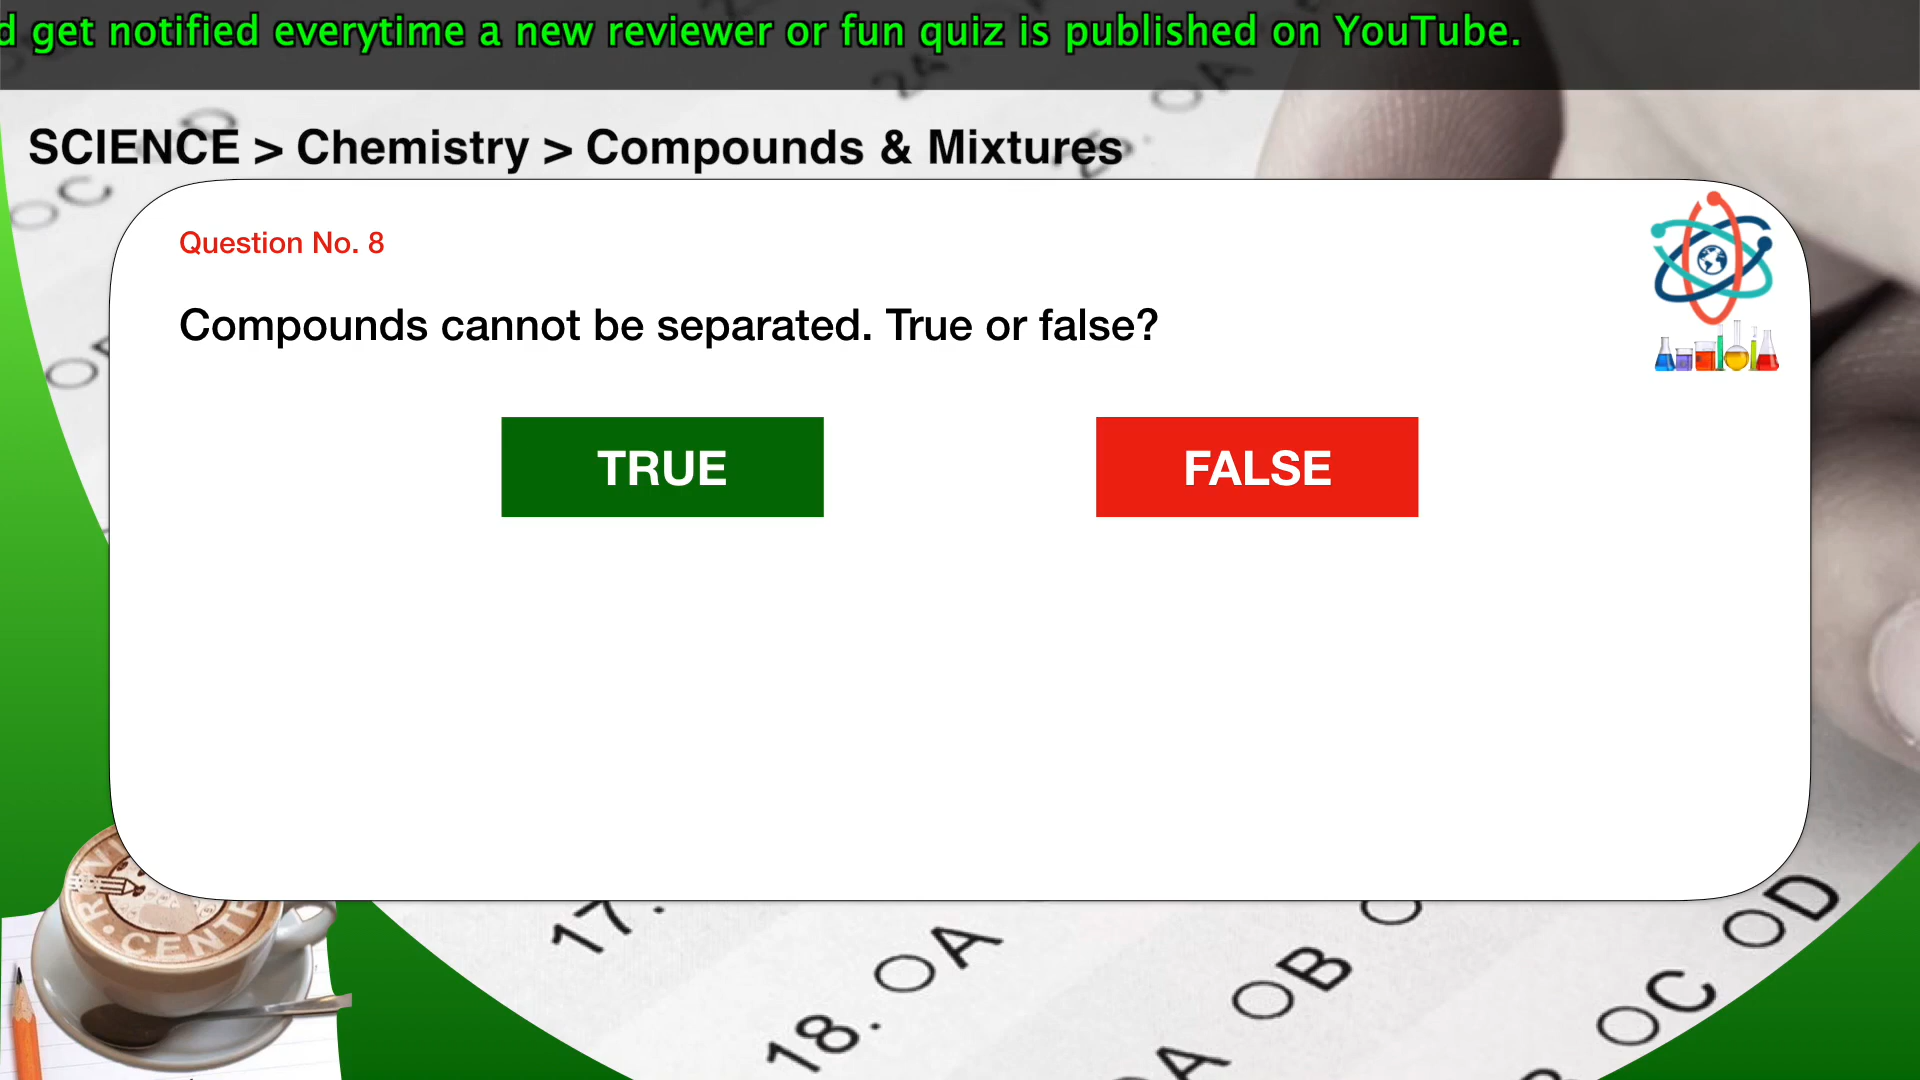 d get notified everytime a new reviewer or fun quiz is published on YouTube.
SCIENCE > Chemistry > Compounds & Mixtures
Question No. 8
Compounds cannot be separated. True or false?
TRUE
FALSE
17.
18. OA
OB
OC OD